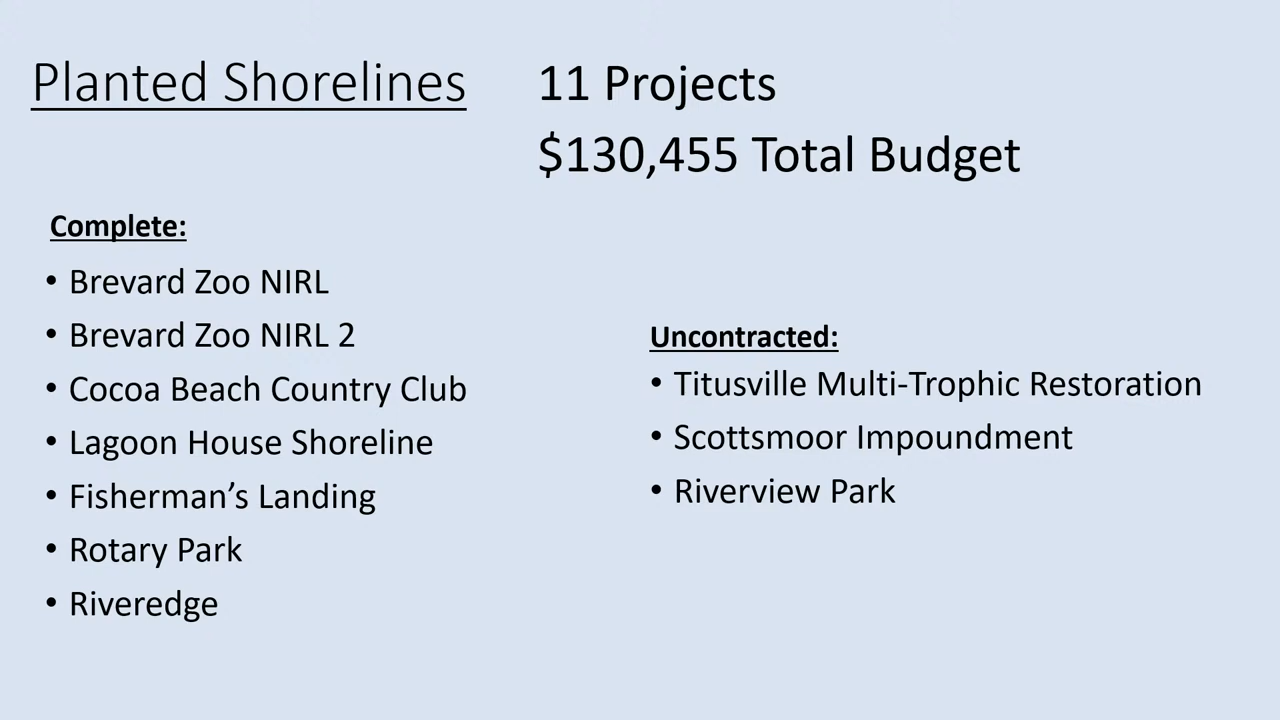 Planted Shorelines
11 Projects
$130,455 Total Budget
Complete:
• Brevard Zoo NIRL
• Brevard Zoo NIRL 2
• Cocoa Beach Country Club
• Lagoon House Shoreline
• Fisherman’s Landing
• Rotary Park
• Riveredge
Uncontracted:
• Titusville Multi-Trophic Restoration
• Scottsmoor Impoundment
• Riverview Park